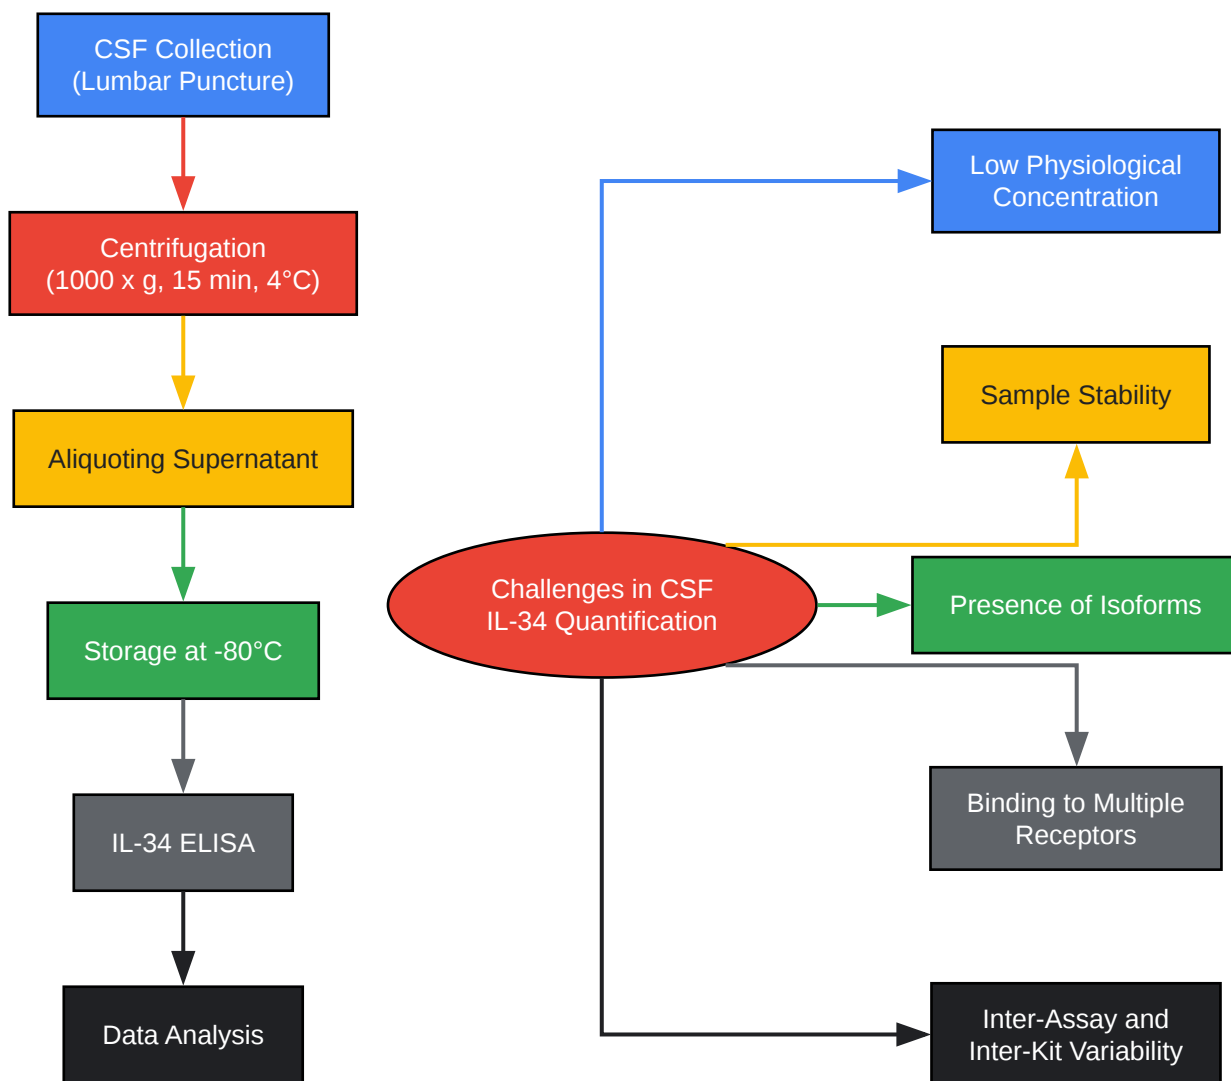 CSF Collection
(Lumbar Puncture)
Centrifugation
(1000 x g, 15 min, 4°C)
Aliquoting Supernatant
Storage at -80°C
IL-34 ELISA
Data Analysis
Challenges in CSF
IL-34 Quantification
Low Physiological
Concentration
Sample Stability
Presence of Isoforms
Binding to Multiple
Receptors
Inter-Assay and
Inter-Kit Variability